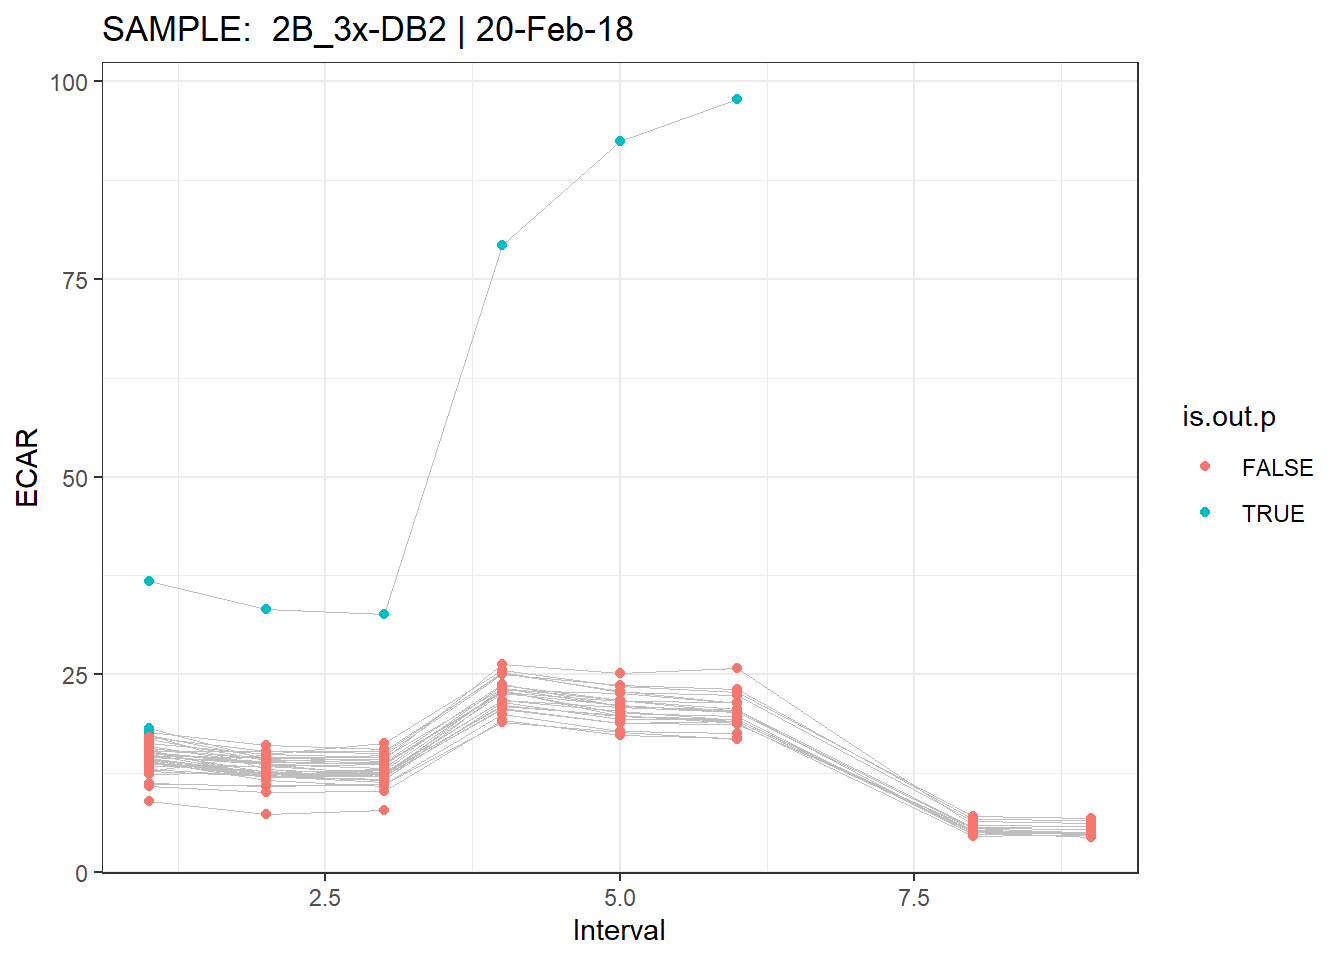 SAMPLE:  2B_3x-DB2 | 20-Feb-18
100
75
50
25
0
ECAR
2.5
5.0
7.5
Interval
is.out.p
FALSE
TRUE